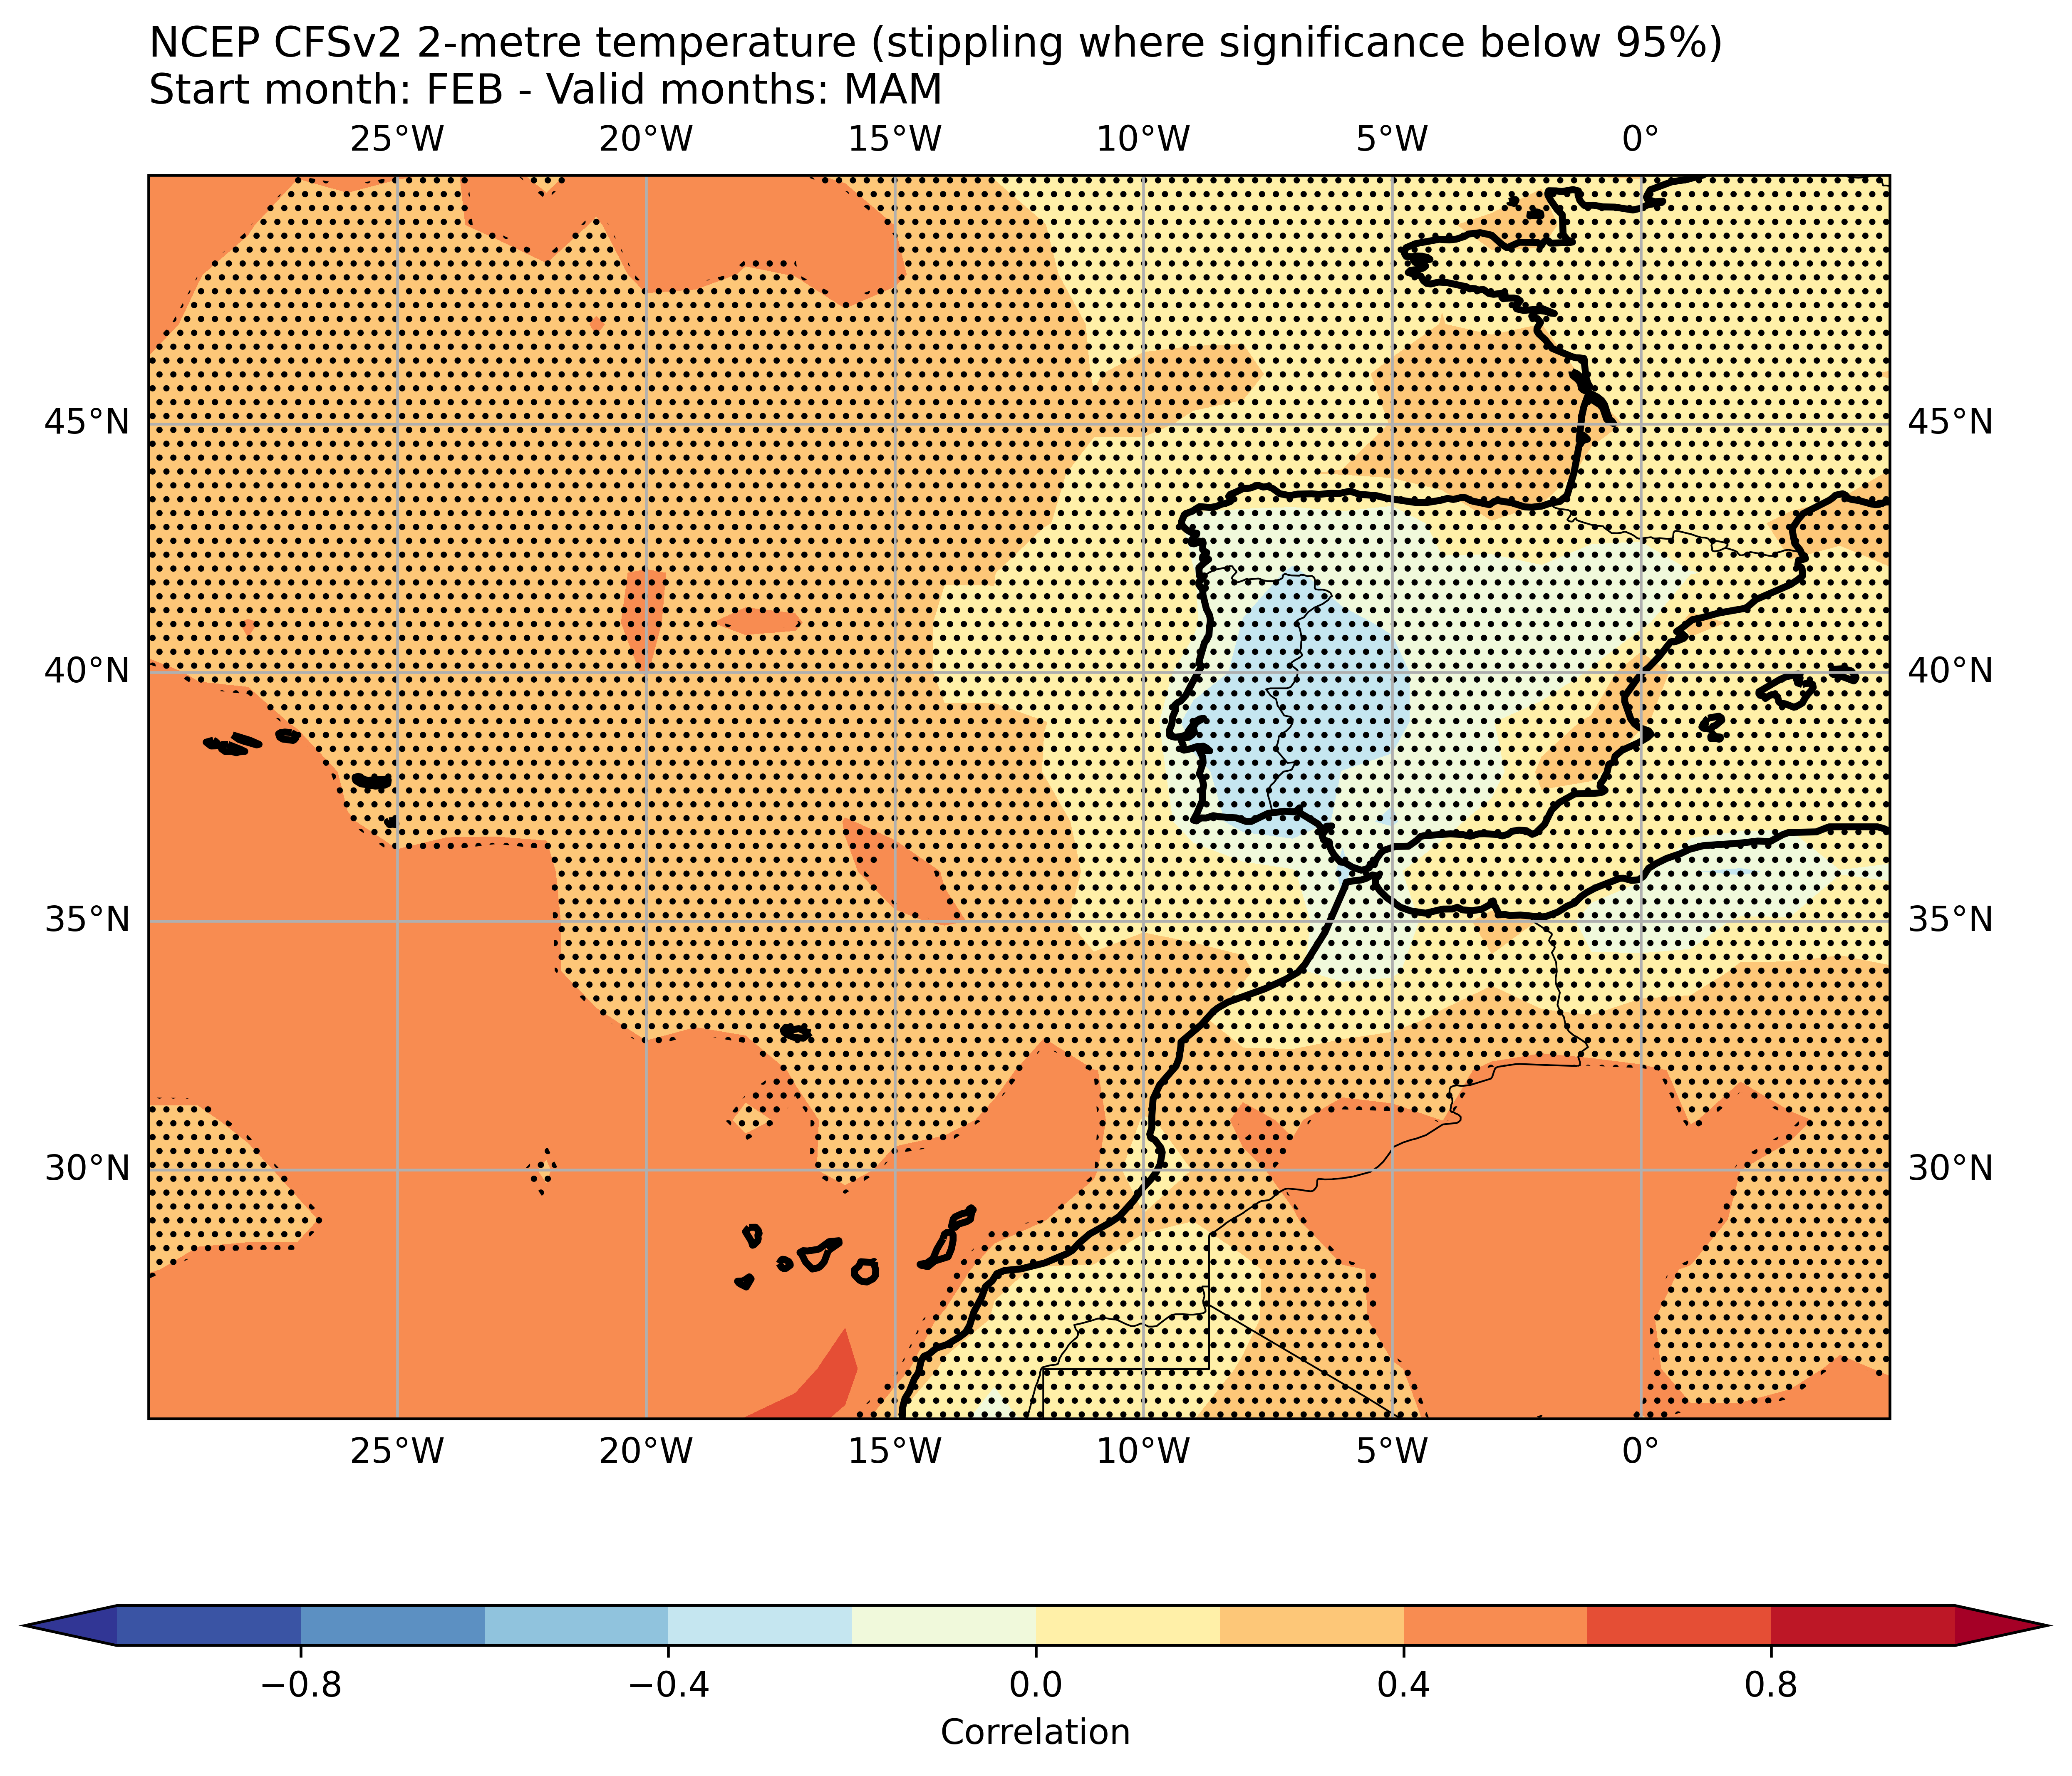 NCEP CFSv2 2-metre temperature (stippling where significance below 95%)
Start month: FEB - Valid months: MAM
25°W 20°W 15°W 10°W 5°W 0°
45°N 45°N
40°N 40°N
35°N 35°N
30°N 30°N
25°W 20°W 15°W 10°W 5°W 0°
−0.8 −0.4 0.0 0.4 0.8
Correlation